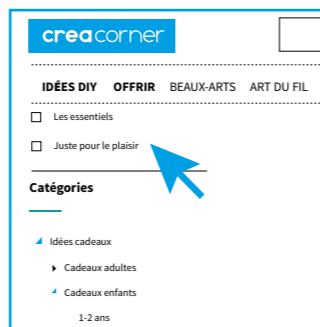 creacorner
IDÉES DIY OFFRIR BEAUX-ARTS ART DU FIL
Les essentiels
Juste pour le plaisir
Catégories
Idées cadeaux
Cadeaux adultes
Cadeaux enfants
1-2 ans